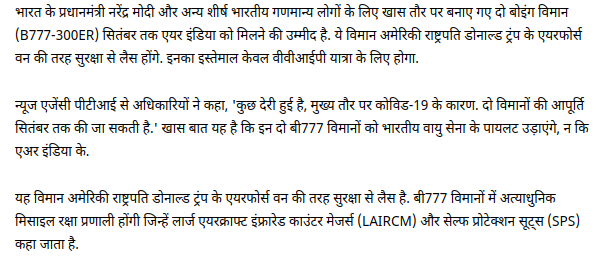 भारत के प्रधानमंत्री नरेंद्र मोदी और अन्य शीर्ष भारतीय गणमान्य लोगों के लिए खास तौर पर बनाए गए दो बोइंग विमान
(B777-300ER) सितंबर तक एयर इंडिया को मिलने की उम्मीद है. ये विमान अमेरिकी राष्ट्रपति डोनाल्ड ट्रंप के एयरफोर्स
वन की तरह सुरक्षा से लैस होंगे. इनका इस्तेमाल केवल वीवीआईपी यात्रा के लिए होगा.
न्यूज एजेंसी पीटीआई से अधिकारियों ने कहा, 'कुछ देरी हुई है, मुख्य तौर पर कोविड-19 के कारण. दो विमानों की आपूर्ति
सितंबर तक की जा सकती है.' खास बात यह है कि इन दो बी777 विमानों को भारतीय वायु सेना के पायलट उड़ाएंगे, न कि
एअर इंडिया के.
यह विमान अमेरिकी राष्ट्रपति डोनाल्ड ट्रंप के एयरफोर्स वन की तरह सुरक्षा से लैस है. बी777 विमानों में अत्याधुनिक
मिसाइल रक्षा प्रणाली होंगी जिन्हें लार्ज एयरक्राफ्ट इंफ्रारेड काउंटर मेजर्स (LAIRCM) और सेल्फ प्रोटेक्शन सूट्स (SPS)
कहा जाता है.